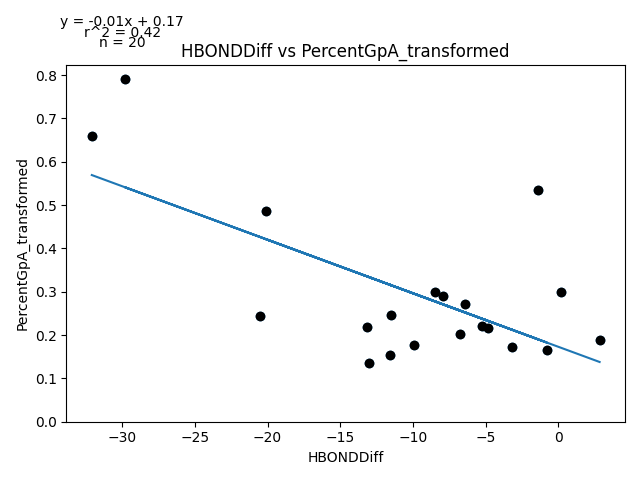 y = -0.01x + 0.17
r^2 = 0.42
n = 20
HBONDDiff vs PercentGpA_transformed
PercentGpA_transformed
0.8
0.7
0.6
0.5
0.4
0.3
0.2
0.1
0.0
−30 −25 −20 −15 −10 −5 0
HBONDDiff